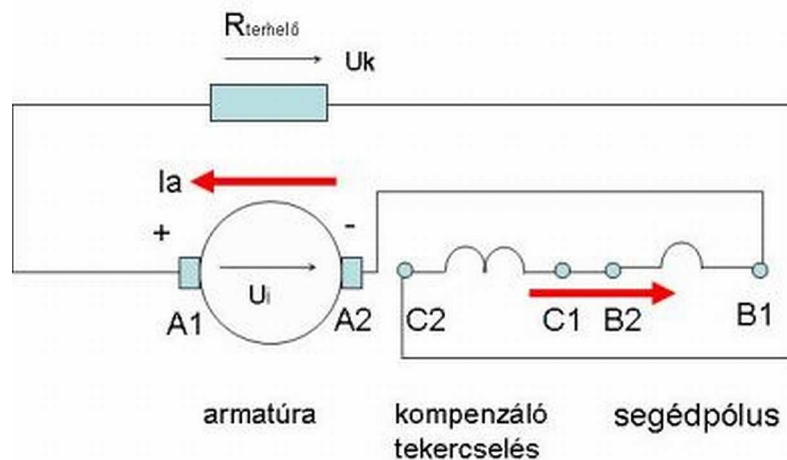 Rterhelő
Uk
Ia
+
-
Ui
A1
A2
C2
C1
B2
B1
armatúra
kompenzáló
tekercselés
segédpólus